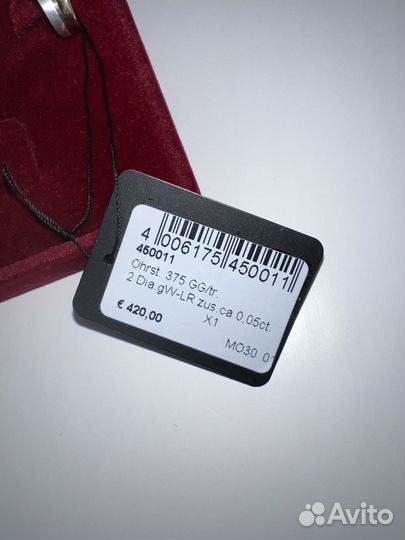 4 006175 450011
450011
Ohrst. 375 GG/tr.
2 Dia.gW-LR zus.ca 0,05ct.
€ 420,00 X1
MO30 01
Avito